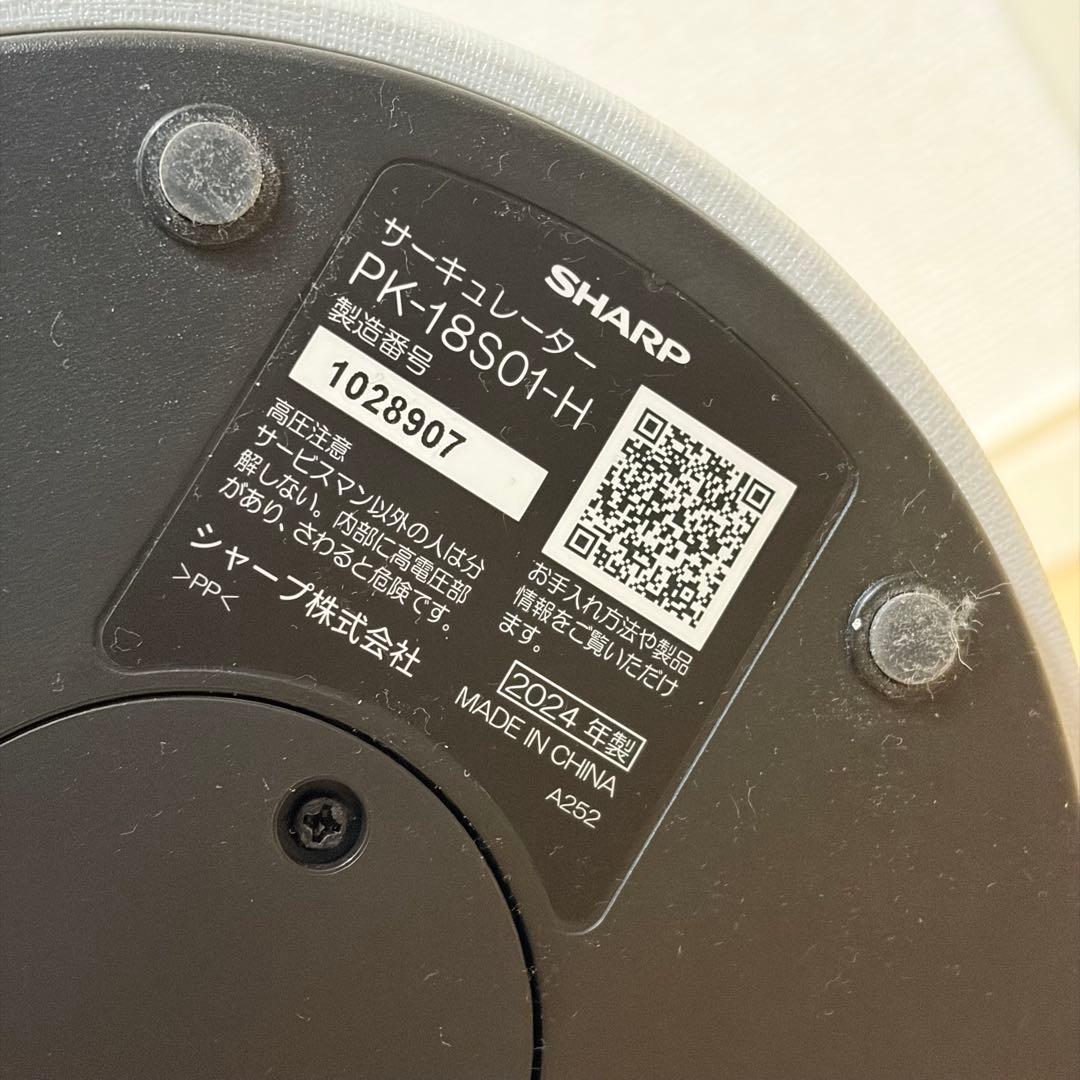 SHARP
サーキュレーター
PK-18S01-H
製造番号
1028907
高圧注意
サービスマン以外の人は分
解しない。内部に高電圧部
があり、さわると危険です。
シャープ株式会社
>PP<
お手入れ方法や製品
情報をご覧いただけ
ます。
2024 年製
MADE IN CHINA
A252